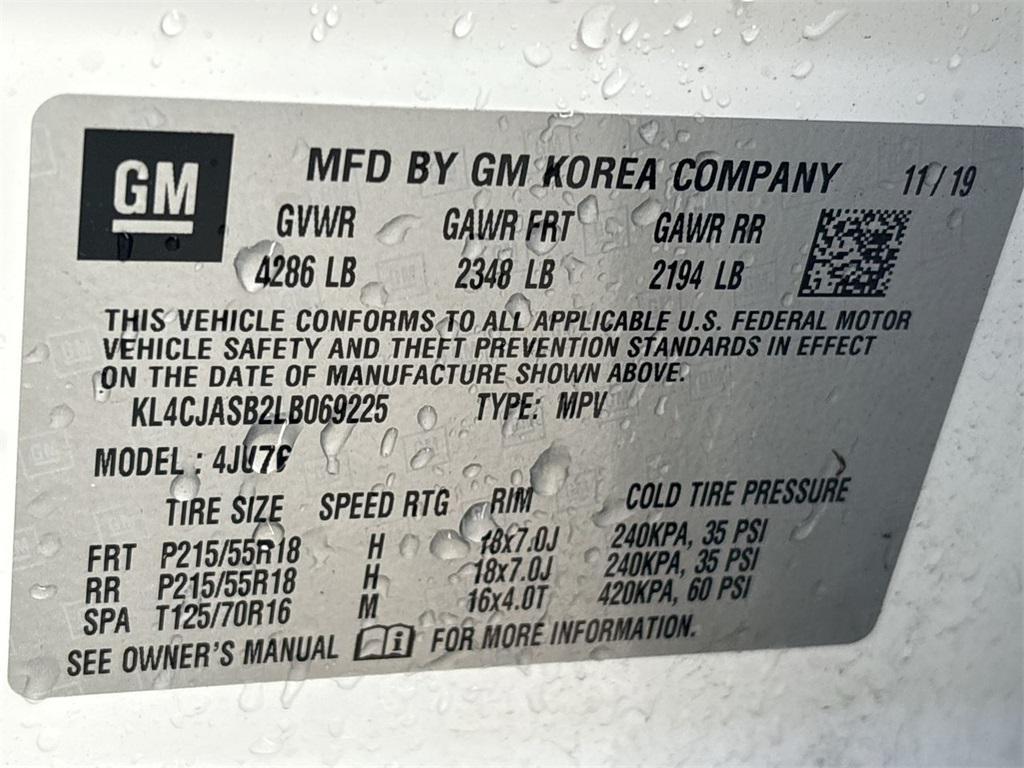 GM
MFD BY GM KOREA COMPANY 11/19
GVWR GAWR FRT GAWR RR
4286 LB 2348 LB 2194 LB
THIS VEHICLE CONFORMS TO ALL APPLICABLE U.S. FEDERAL MOTOR
VEHICLE SAFETY AND THEFT PREVENTION STANDARDS IN EFFECT
ON THE DATE OF MANUFACTURE SHOWN ABOVE.
KL4CJASB2LB069225 TYPE: MPV
MODEL : 4JU76
TIRE SIZE SPEED RTG RIM COLD TIRE PRESSURE
FRT P215/55R18 H 18x7.0J 240KPA, 35 PSI
RR P215/55R18 H 18x7.0J 240KPA, 35 PSI
SPA T125/70R16 M 16x4.0T 420KPA, 60 PSI
SEE OWNER'S MANUAL FOR MORE INFORMATION.